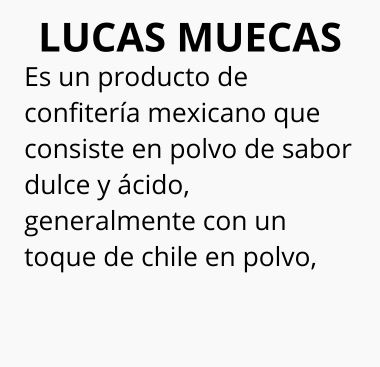 LUCAS MUECAS
Es un producto de
confitería mexicano que
consiste en polvo de sabor
dulce y ácido,
generalmente con un
toque de chile en polvo,